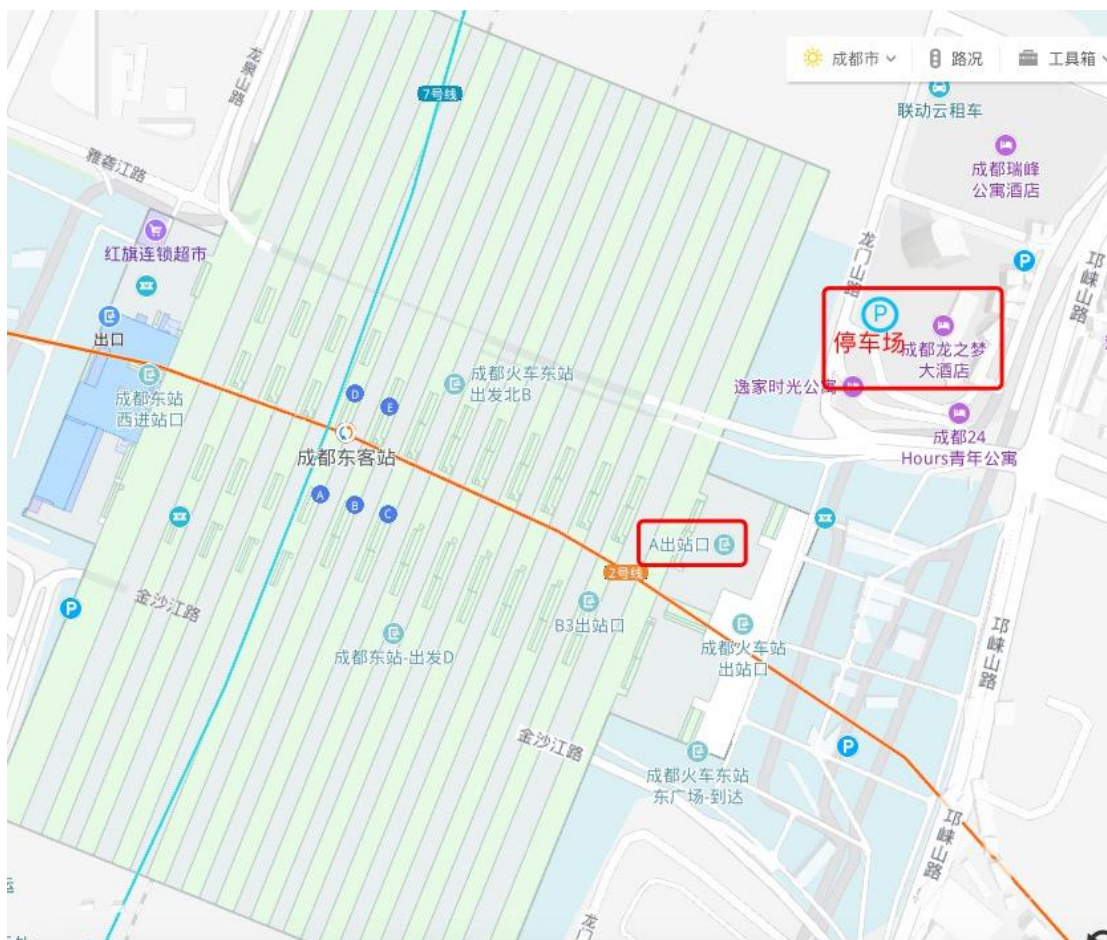 成都市
路况
工具箱
龙泉山路
7号线
联动云租车
雅砻江路
成都瑞峰
公寓酒店
红旗连锁超市
龙门山路
P
邛崃山路
出口
P
停车场
成都龙之梦
大酒店
成都火车东站
出发北B
成都东站
西进站口
D
E
逸家时光公寓
成都24
Hours青年公寓
成都东客站
A
B
C
A出站口
2号线
金沙江路
P
B3出站口
成都火车站
出站口
成都东站-出发D
邛崃山路
金沙江路
P
成都火车东站
东广场-到达
邛崃山路
龙门